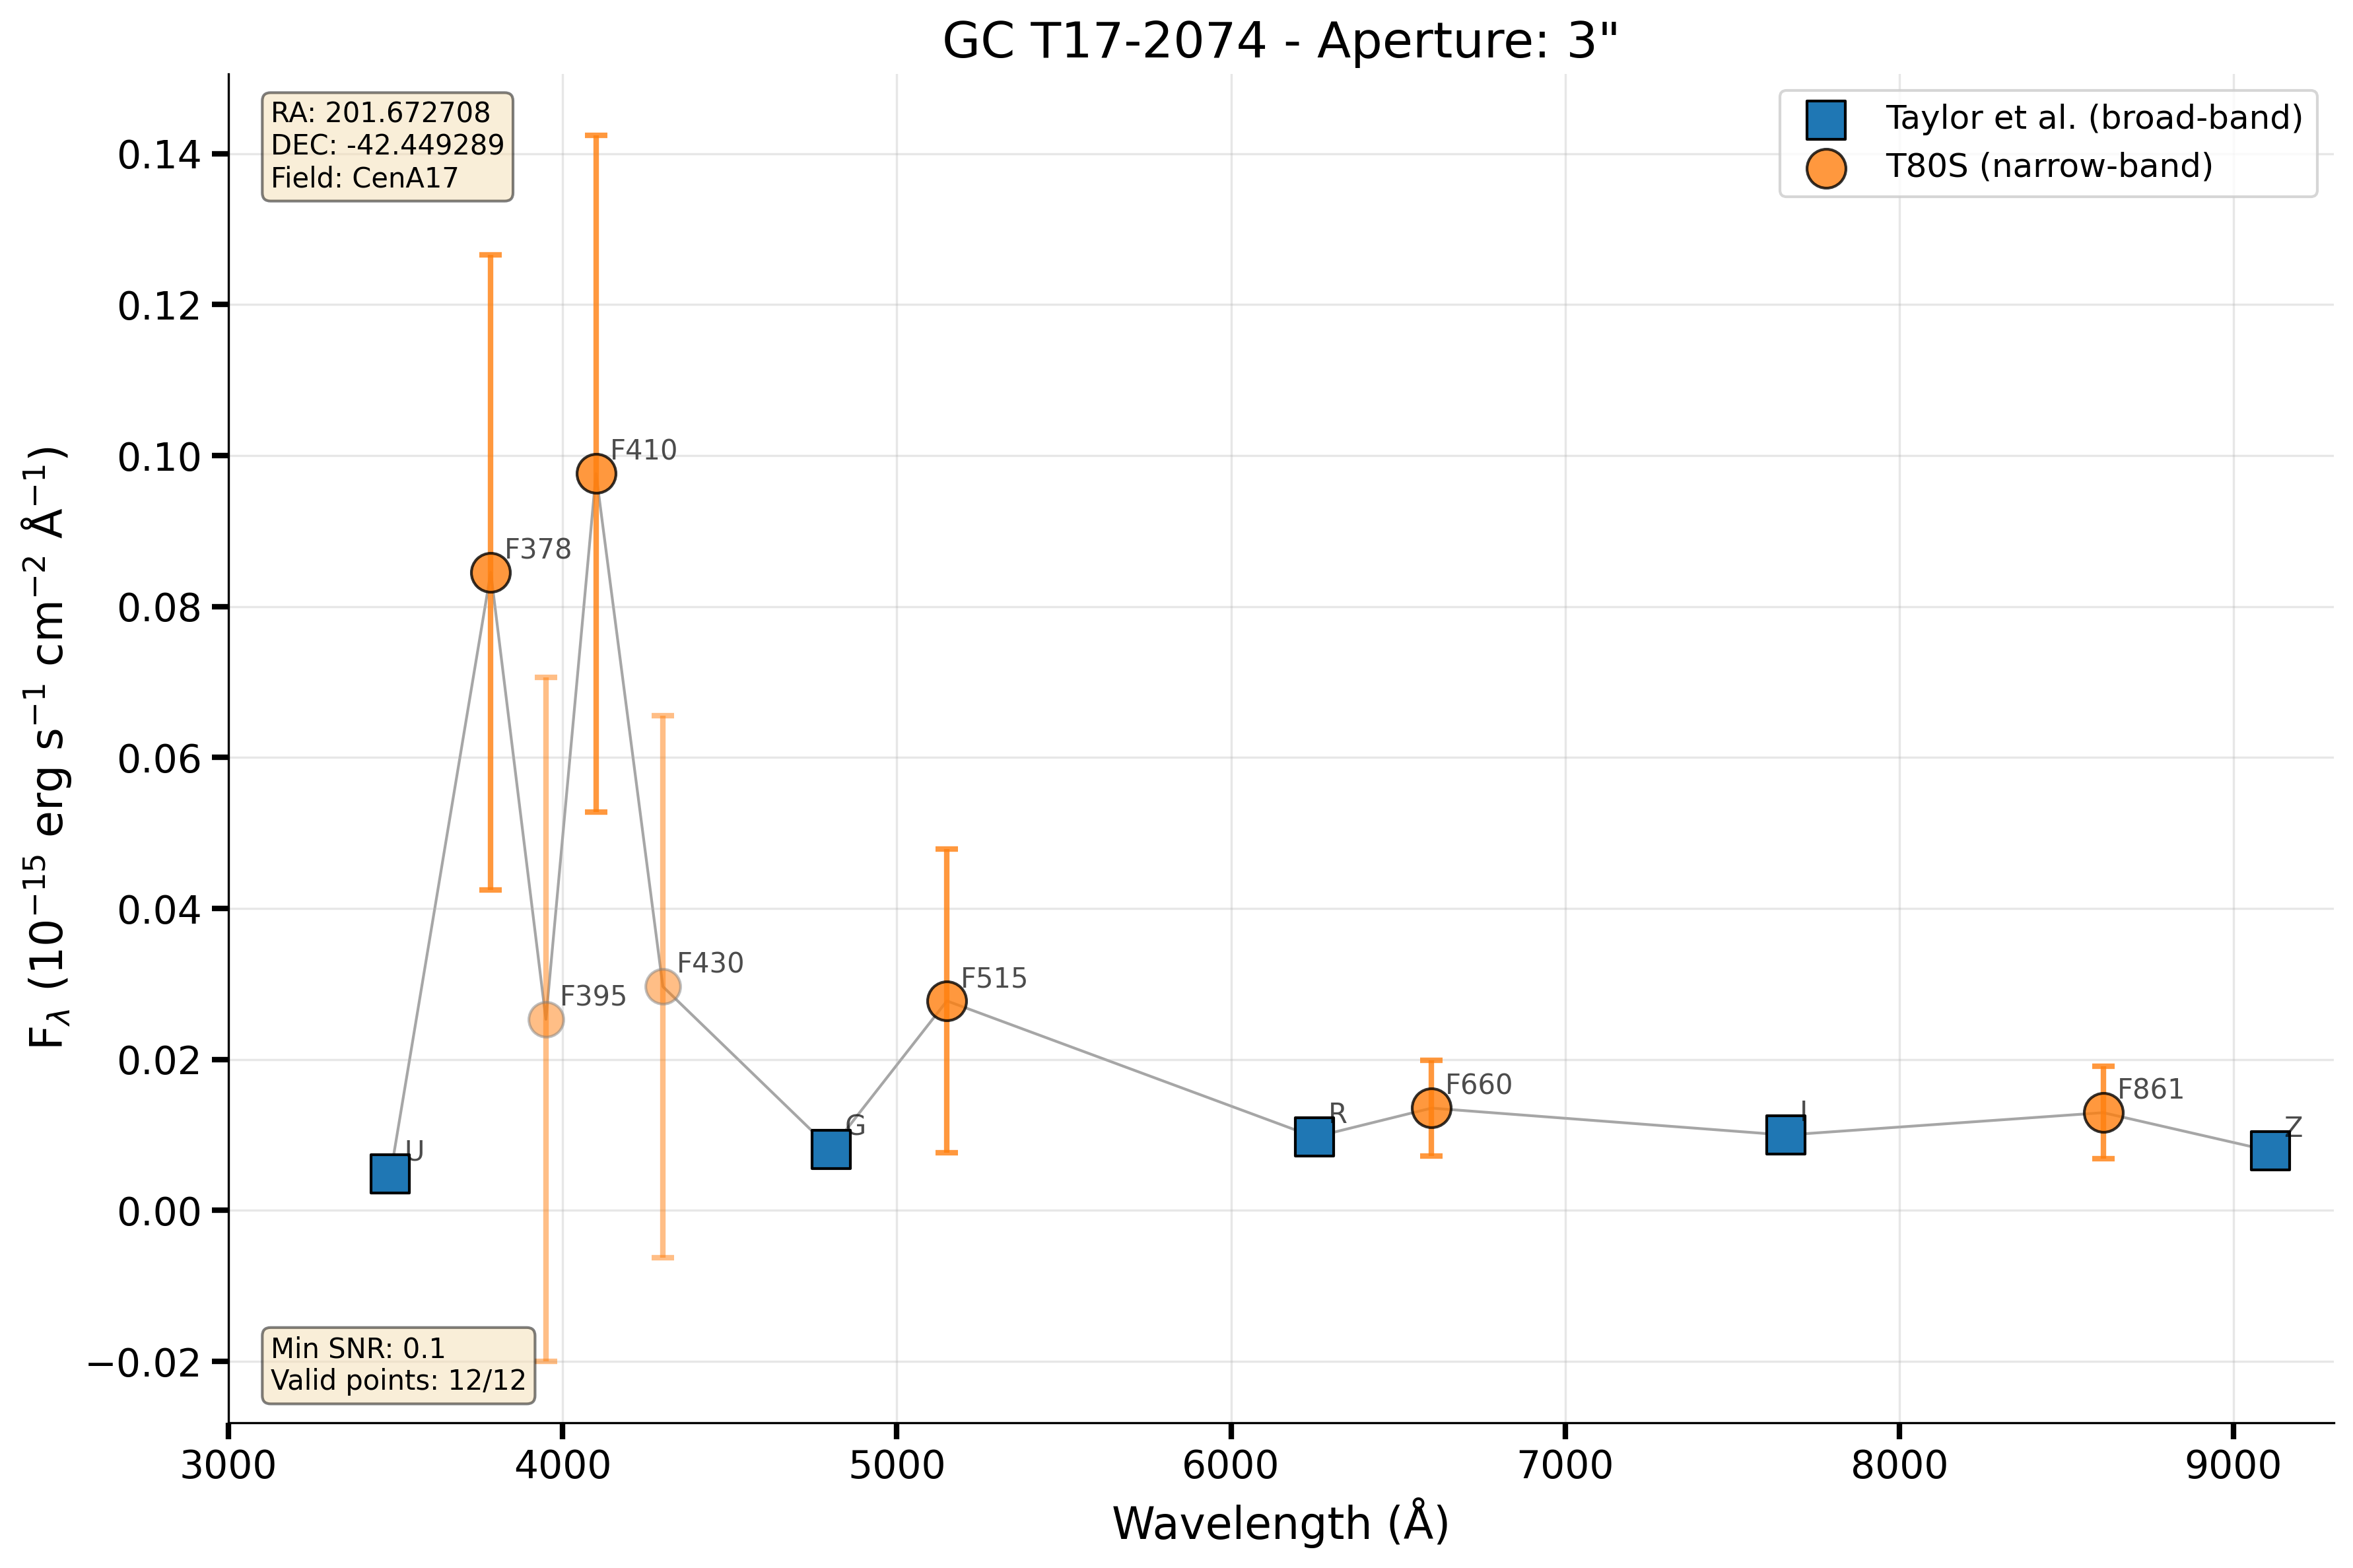 GC T17-2074 - Aperture: 3"
RA: 201.672708
DEC: -42.449289
Field: CenA17
Taylor et al. (broad-band)
T80S (narrow-band)
0.14
0.12
0.10
0.08
0.06
0.04
0.02
0.00
−0.02
F_λ (10⁻¹⁵ erg s⁻¹ cm⁻² Å⁻¹)
F410
F378
F430
F395
F515
F660
F861
U
G
R
I
Z
Min SNR: 0.1
Valid points: 12/12
3000 4000 5000 6000 7000 8000 9000
Wavelength (Å)